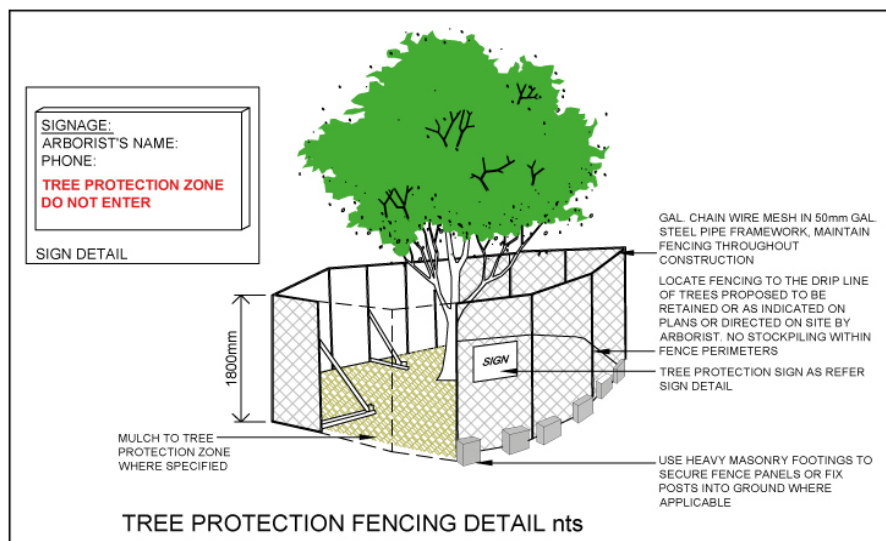 SIGNAGE:
ARBORIST'S NAME:
PHONE:
TREE PROTECTION ZONE
DO NOT ENTER
SIGN DETAIL
GAL. CHAIN WIRE MESH IN 50mm GAL.
STEEL PIPE FRAMEWORK, MAINTAIN
FENCING THROUGHOUT
CONSTRUCTION
LOCATE FENCING TO THE DRIP LINE
OF TREES PROPOSED TO BE
RETAINED OR AS INDICATED ON
PLANS OR DIRECTED ON SITE BY
ARBORIST. NO STOCKPILING WITHIN
FENCE PERIMETERS
1800mm
SIGN
TREE PROTECTION SIGN AS REFER
SIGN DETAIL
MULCH TO TREE
PROTECTION ZONE
WHERE SPECIFIED
USE HEAVY MASONRY FOOTINGS TO
SECURE FENCE PANELS OR FIX
POSTS INTO GROUND WHERE
APPLICABLE
TREE PROTECTION FENCING DETAIL nts